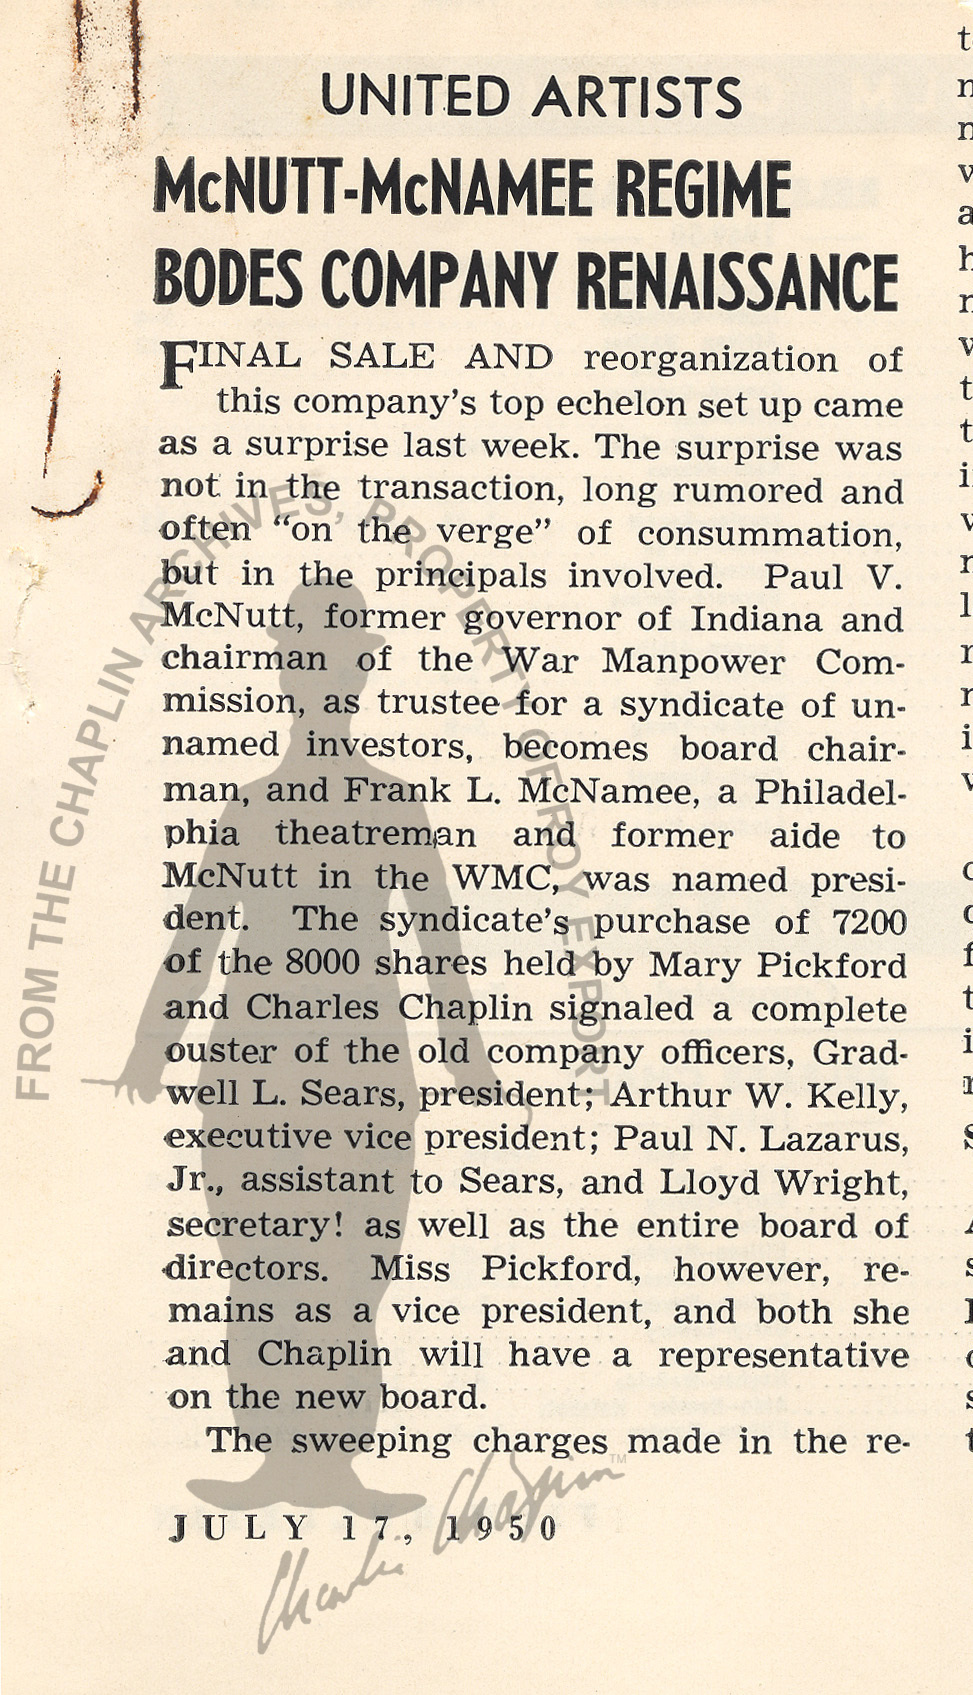 UNITED ARTISTS
McNUTT-McNAMEE REGIME
BODES COMPANY RENAISSANCE
FINAL SALE AND reorganization of
this company's top echelon set up came
as a surprise last week. The surprise was
not in the transaction, long rumored and
often "on the verge" of consummation,
but in the principals involved. Paul V.
McNutt, former governor of Indiana and
chairman of the War Manpower Com-
mission, as trustee for a syndicate of un-
named investors, becomes board chair-
man, and Frank L. McNamee, a Philadel-
phia theatreman and former aide to
McNutt in the WMC, was named presi-
dent. The syndicate's purchase of 7200
of the 8000 shares held by Mary Pickford
and Charles Chaplin signaled a complete
ouster of the old company officers, Grad-
well L. Sears, president; Arthur W. Kelly,
executive vice president; Paul N. Lazarus,
Jr., assistant to Sears, and Lloyd Wright,
secretary! as well as the entire board of
directors. Miss Pickford, however, re-
mains as a vice president, and both she
and Chaplin will have a representative
on the new board.
The sweeping charges made in the re-
JULY 17, 1950
FROM THE CHAPLIN ARCHIVES, PROPERTY OF ROY EXPORT
Charlie Chaplin ™